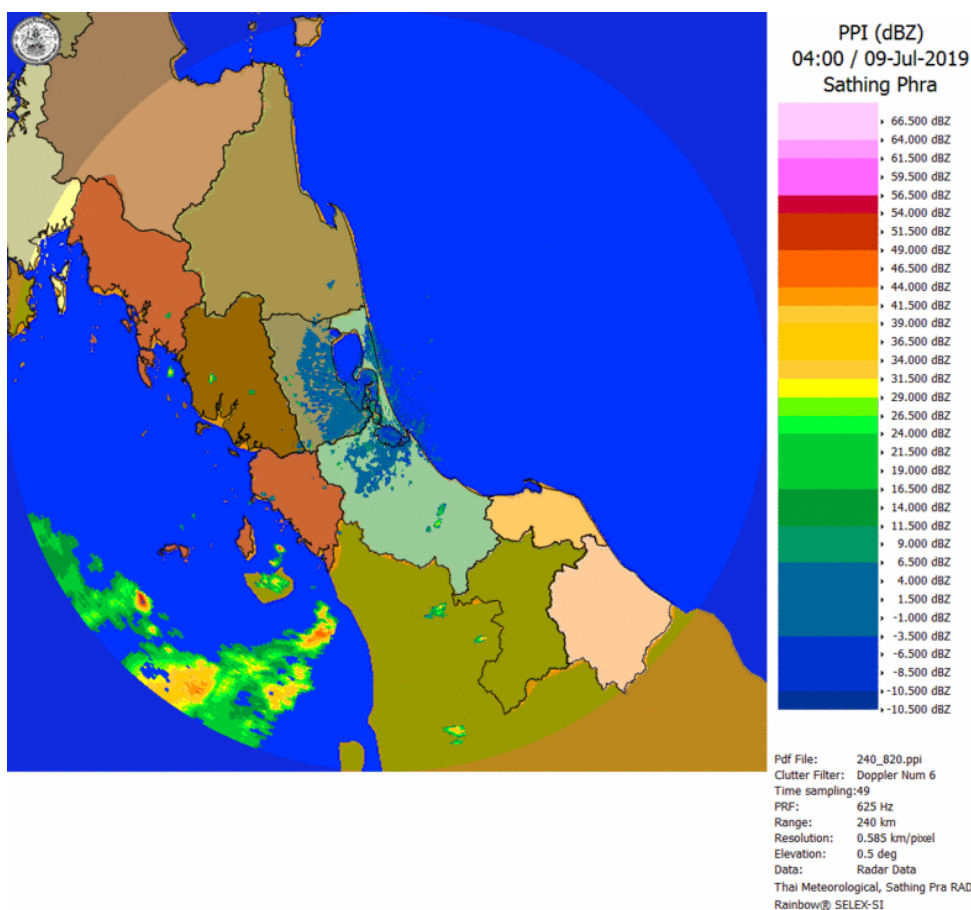 PPI (dBZ)
04:00 / 09-Jul-2019
Sathing Phra
66.500 dBZ
64.000 dBZ
61.500 dBZ
59.500 dBZ
56.500 dBZ
54.000 dBZ
51.500 dBZ
49.000 dBZ
46.500 dBZ
44.000 dBZ
41.500 dBZ
39.000 dBZ
36.500 dBZ
34.000 dBZ
31.500 dBZ
29.000 dBZ
26.500 dBZ
24.000 dBZ
21.500 dBZ
19.000 dBZ
16.500 dBZ
14.000 dBZ
11.500 dBZ
9.000 dBZ
6.500 dBZ
4.000 dBZ
1.500 dBZ
-1.000 dBZ
-3.500 dBZ
-6.500 dBZ
-8.500 dBZ
-10.500 dBZ
-10.500 dBZ
Pdf File: 240_820.ppi
Clutter Filter: Doppler Num 6
Time sampling:49
PRF: 625 Hz
Range: 240 km
Resolution: 0.585 km/pixel
Elevation: 0.5 deg
Data: Radar Data
Thai Meteorological, Sathing Pra RAD
Rainbow® SELEX-SI